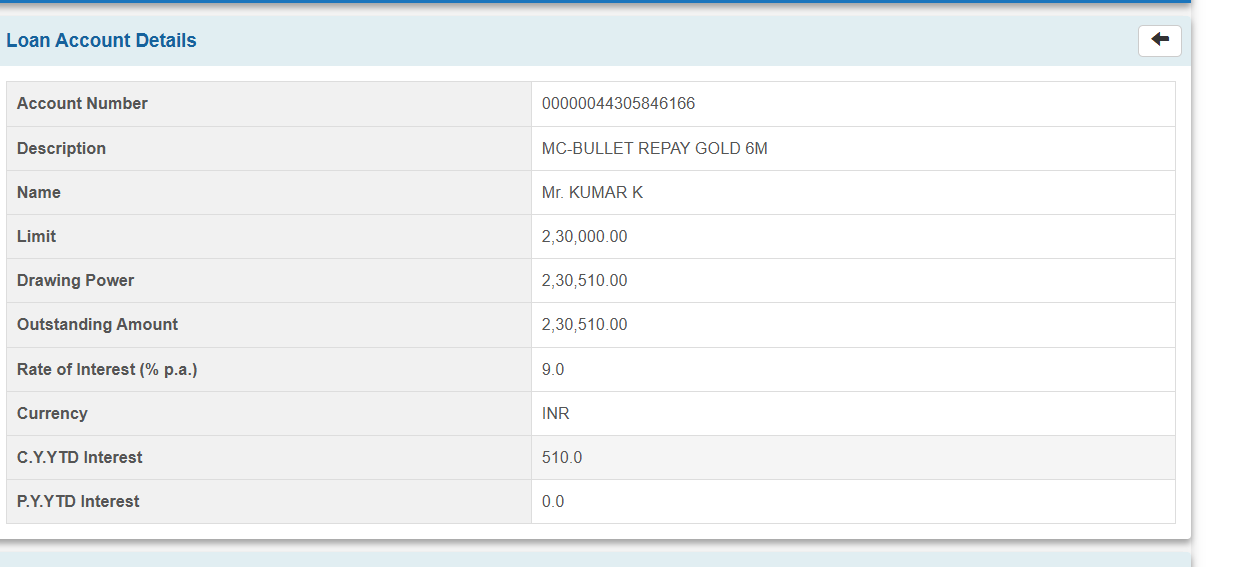 Loan Account Details
Account Number 00000044305846166
Description MC-BULLET REPAY GOLD 6M
Name Mr. KUMAR K
Limit 2,30,000.00
Drawing Power 2,30,510.00
Outstanding Amount 2,30,510.00
Rate of Interest (% p.a.) 9.0
Currency INR
C.Y.YTD Interest 510.0
P.Y.YTD Interest 0.0